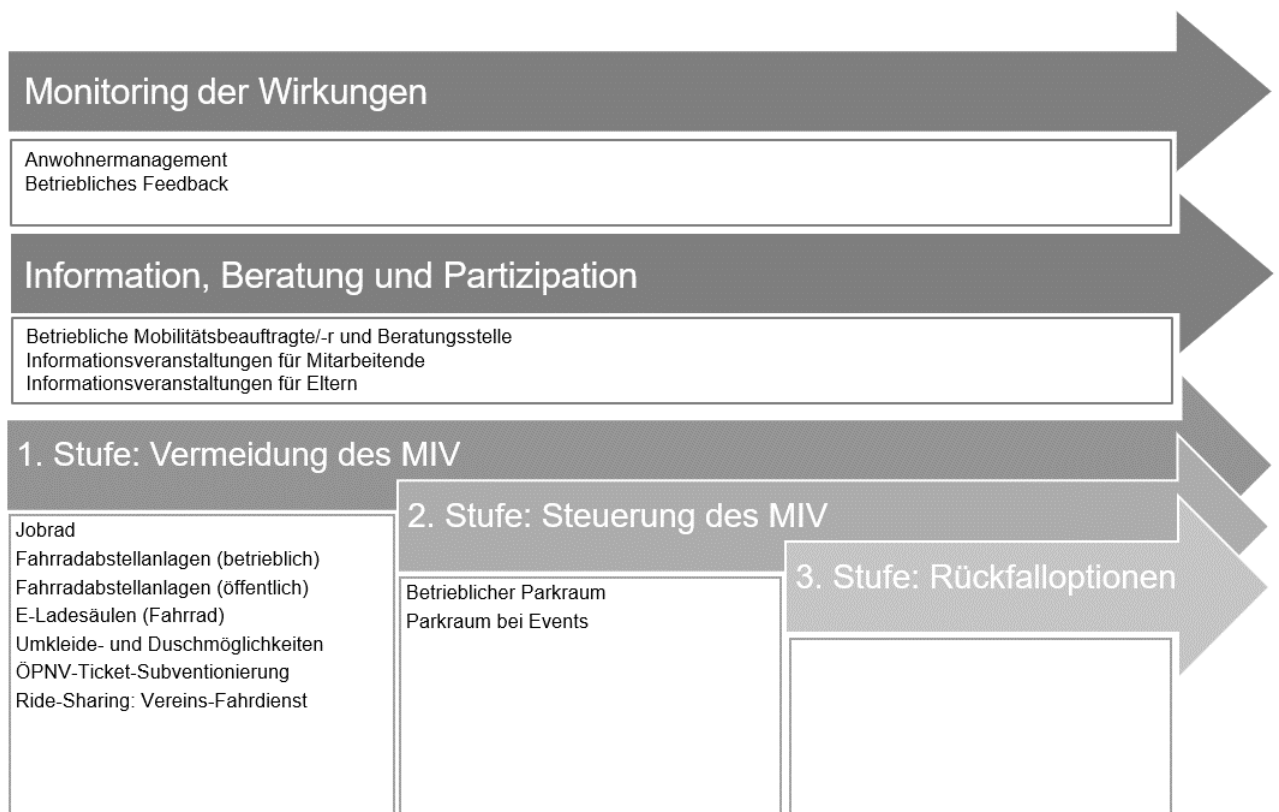 Monitoring der Wirkungen
Anwohnermanagement
Betriebliches Feedback
Information, Beratung und Partizipation
Betriebliche Mobilitätsbeauftragte/-r und Beratungsstelle
Informationsveranstaltungen für Mitarbeitende
Informationsveranstaltungen für Eltern
1. Stufe: Vermeidung des MIV
Jobrad
Fahrradabstellanlagen (betrieblich)
Fahrradabstellanlagen (öffentlich)
E-Ladesäulen (Fahrrad)
Umkleide- und Duschmöglichkeiten
ÖPNV-Ticket-Subventionierung
Ride-Sharing: Vereins-Fahrdienst
2. Stufe: Steuerung des MIV
Betrieblicher Parkraum
Parkraum bei Events
3. Stufe: Rückfalloptionen